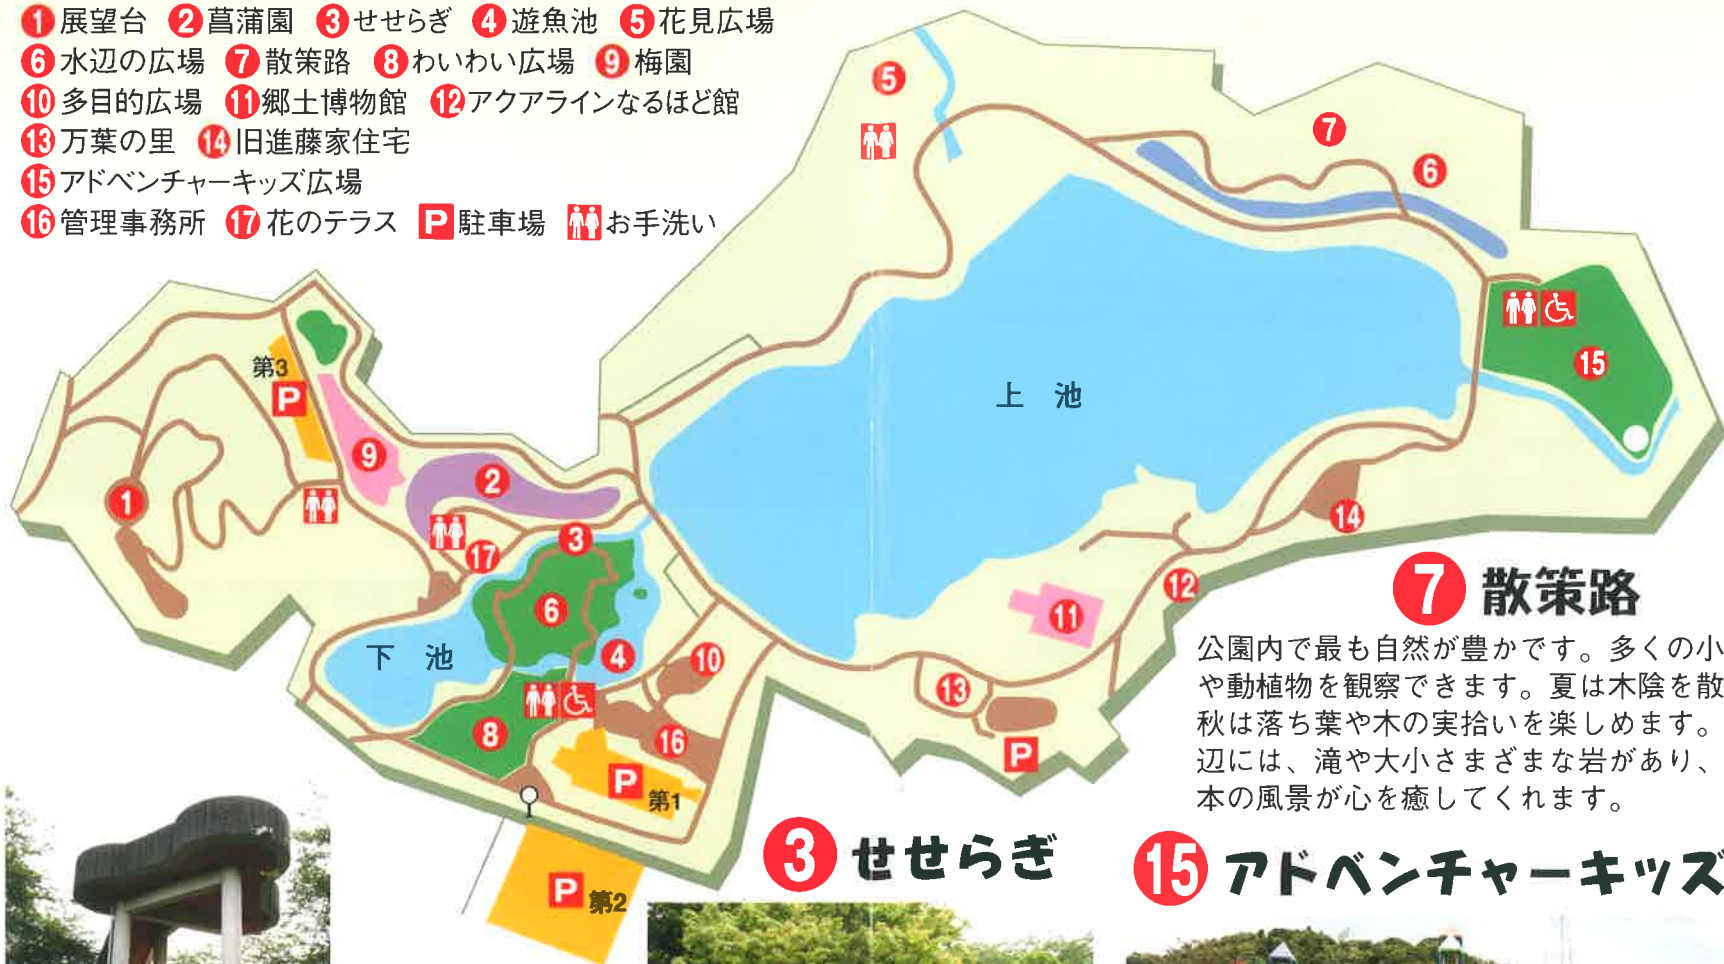 1 展望台 2 菖蒲園 3 せせらぎ 4 遊魚池 5 花見広場
6 水辺の広場 7 散策路 8 わいわい広場 9 梅園
10 多目的広場 11 郷土博物館 12 アクアラインなるほど館
13 万葉の里 14 旧進藤家住宅
15 アドベンチャーキッズ広場
16 管理事務所 17 花のテラス P 駐車場 お手洗い
5
7
6
15
第3
P
9
2
1
上 池
14
3
17
12
6
11
下 池
4
10
13
8
16
P
P
第1
P
第2
7 散策路
公園内で最も自然が豊かです。多くの小
や動植物を観察できます。夏は木陰を散
秋は落ち葉や木の実拾いを楽しめます。
辺には、滝や大小さまざまな岩があり、
本の風景が心を癒してくれます。
3 せせらぎ
15 アドベンチャーキッズ